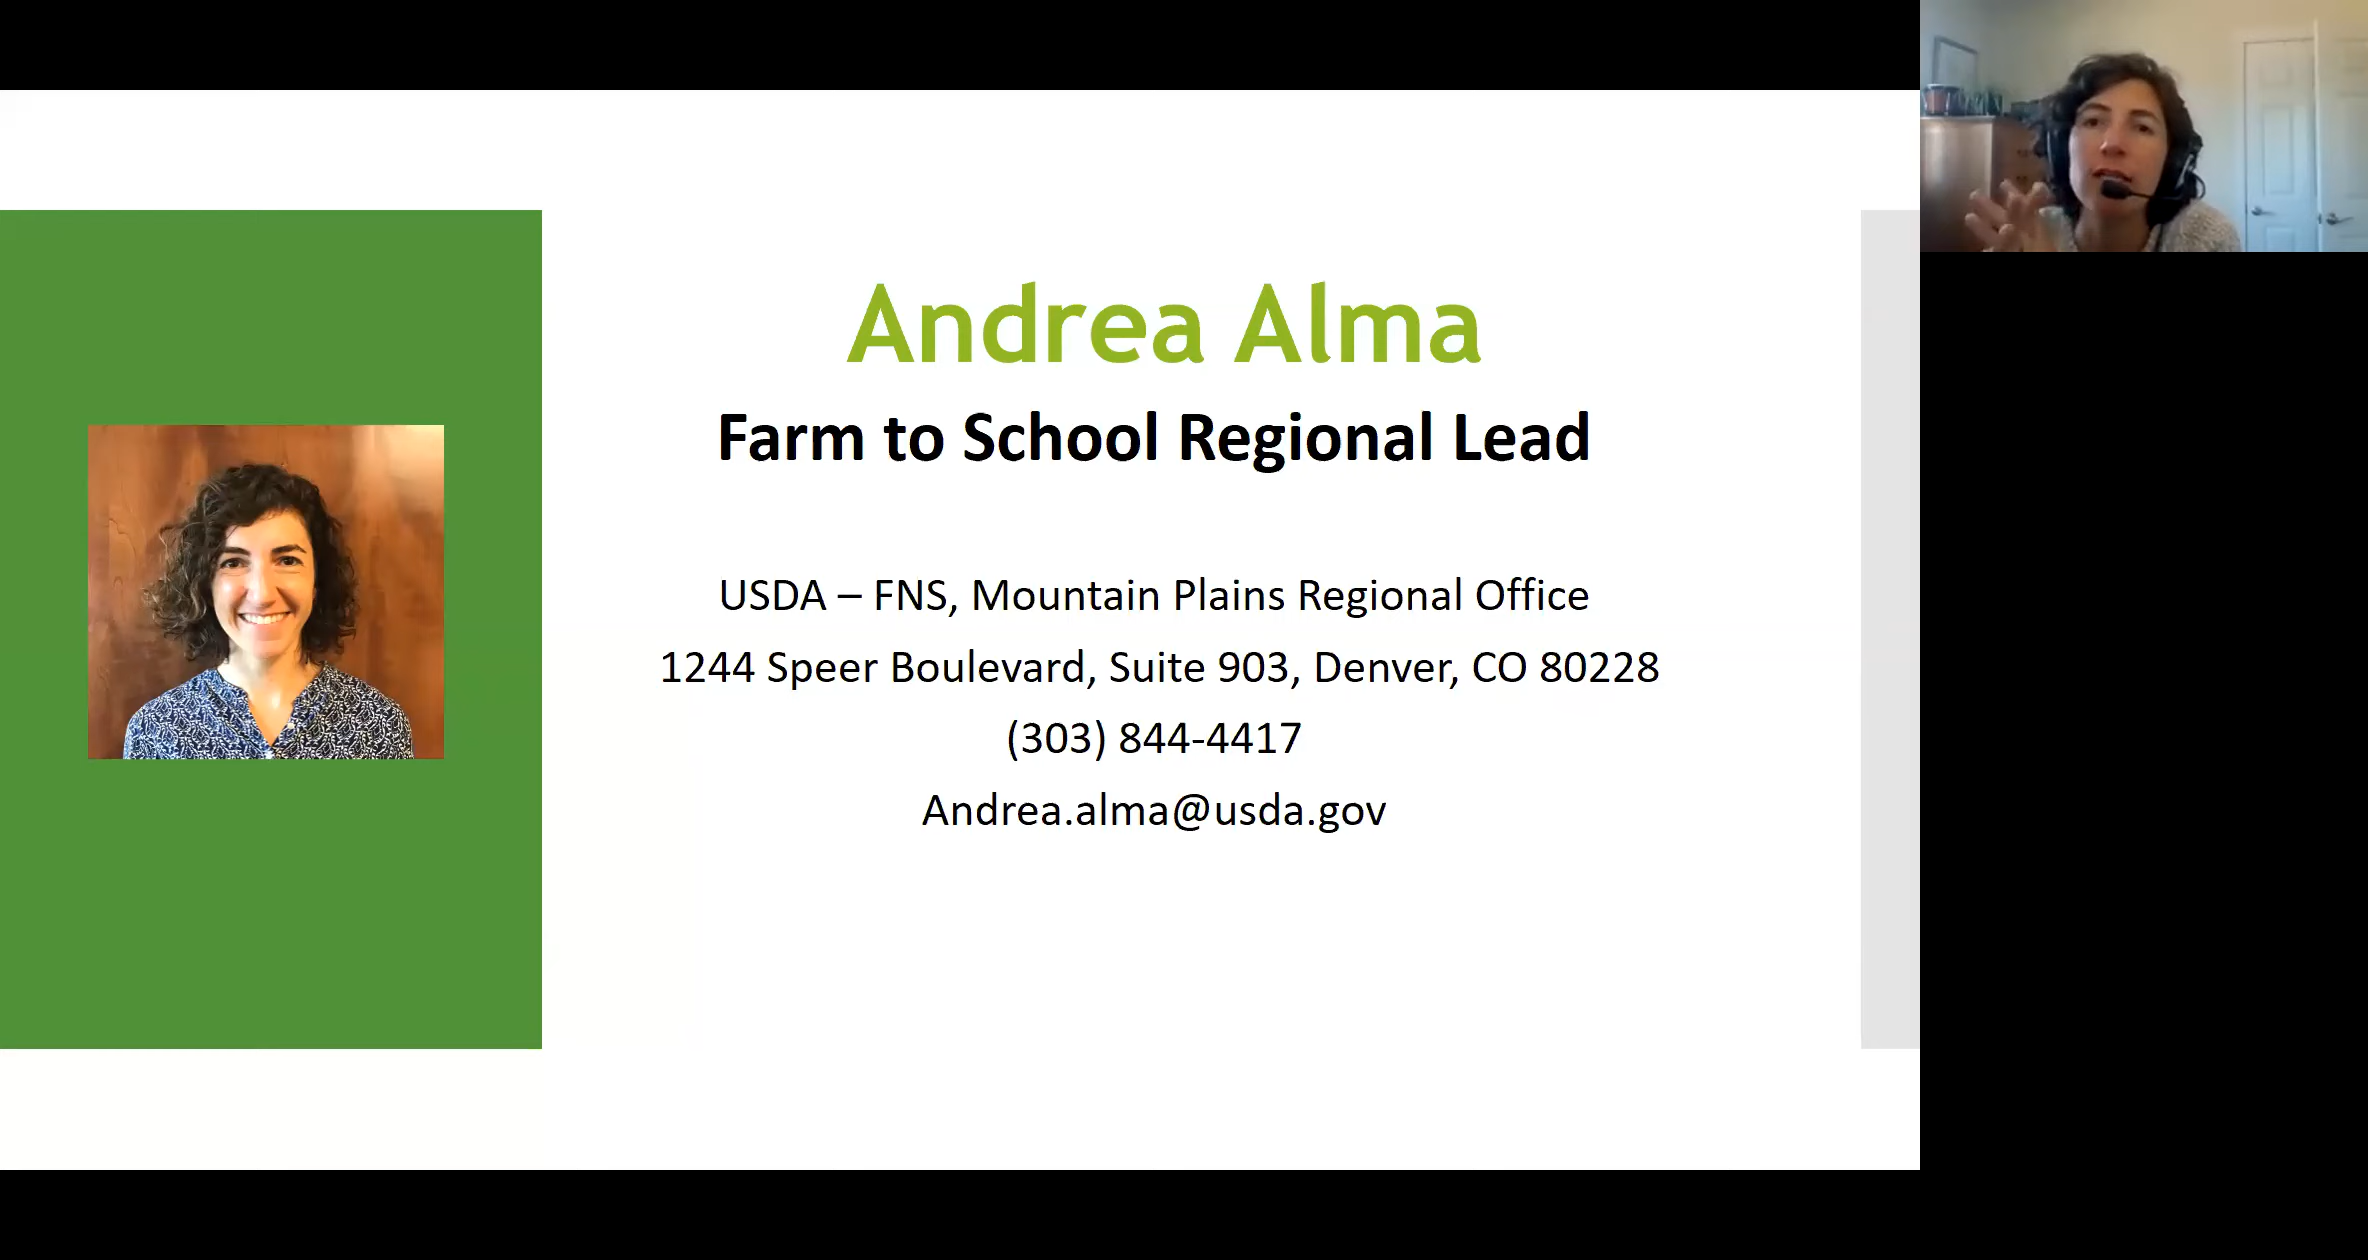 Andrea Alma
Farm to School Regional Lead
USDA – FNS, Mountain Plains Regional Office
1244 Speer Boulevard, Suite 903, Denver, CO 80228
(303) 844-4417
Andrea.alma@usda.gov